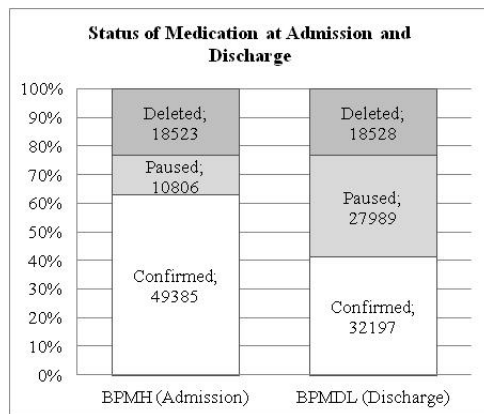 Status of Medication at Admission and
Discharge
100%
90%
80%
70%
60%
50%
40%
30%
20%
10%
0%
Deleted;
18523
Paused;
10806
Confirmed;
49385
Deleted;
18528
Paused;
27989
Confirmed;
32197
BPMH (Admission)
BPMDL (Discharge)